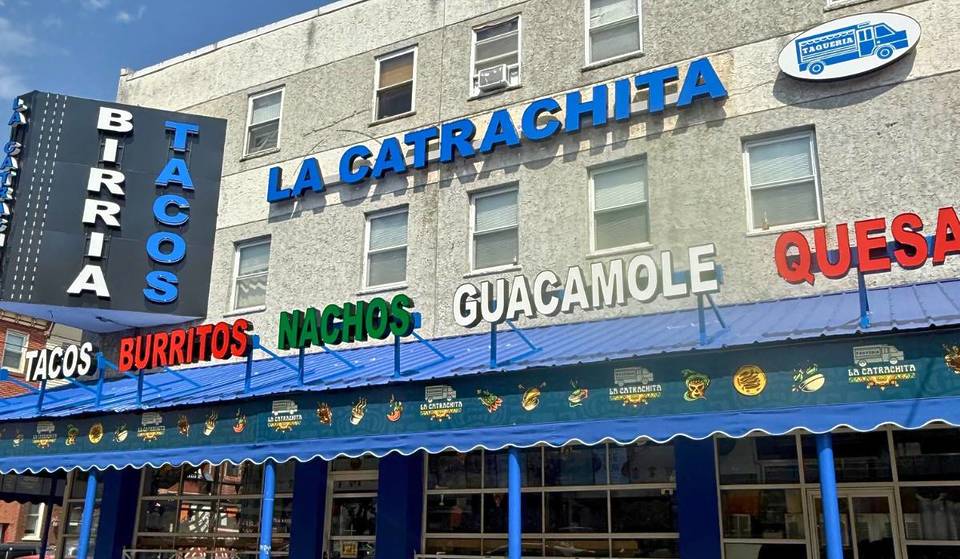 LA CATRACHITA
TAQUERIA
BIRRIA
TACOS
TACOS
BURRITOS
NACHOS
GUACAMOLE
QUESA
LA CATRACHITA
LA CATRACHITA
LA CATRACHITA
LA CATRACHITA